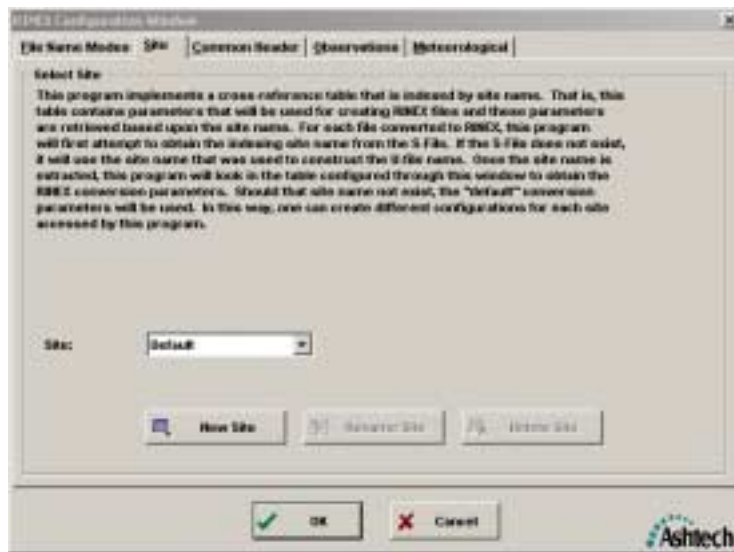 RINEX Configuration Window
File Name Modes Site Common Header Observations Meteorological
Select Site
This program implements a cross-reference table that is indexed by site name. That is, this
table contains parameters that will be used for creating RINEX files and these parameters
are retrieved based upon the site name. For each file converted to RINEX, this program
will first attempt to obtain the indexing site name from the S-File. If the S-File does not exist,
it will use the site name that was used to construct the U-file name. Once the site name is
extracted, this program will look in the table configured through this window to obtain the
RINEX conversion parameters. Should that site name not exist, the "default" conversion
parameters will be used. In this way, one can create different configurations for each site
accessed by this program.
Site: Default
New Site Rename Site Delete Site
OK Cancel
Ashtech